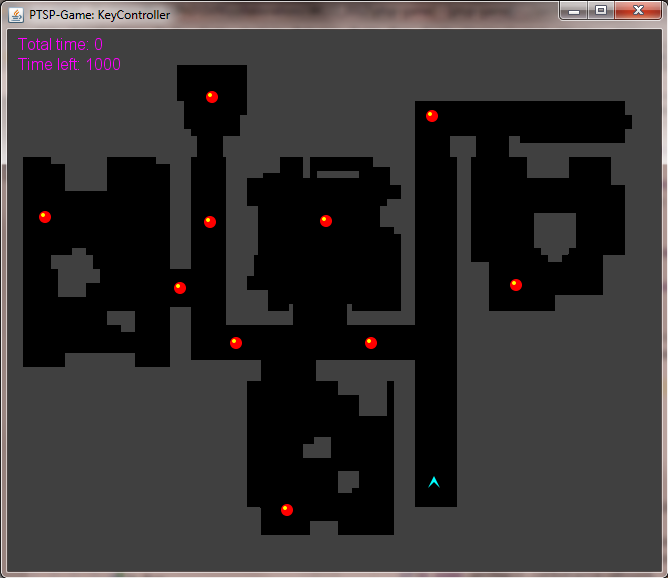 PTSP-Game: KeyController
Total time: 0
Time left: 1000